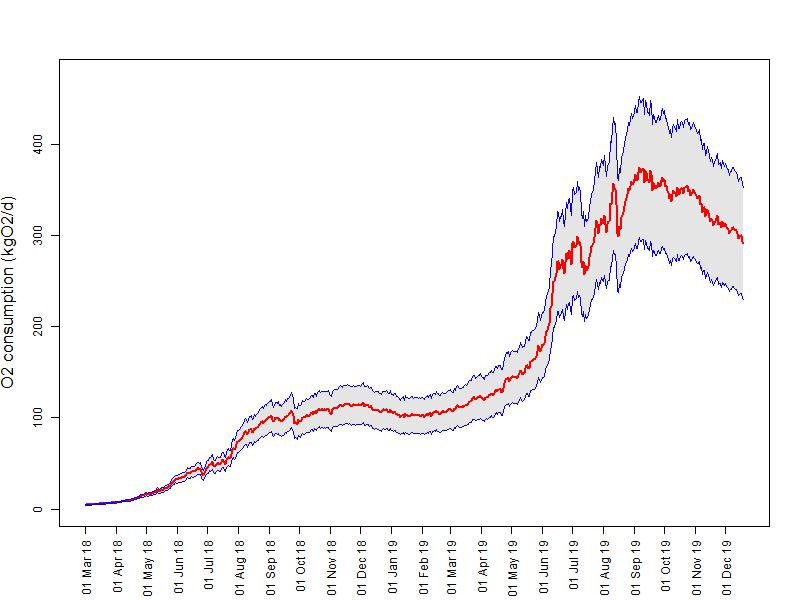 O2 consumption (kgO2/d)
400
300
200
100
0
01 Mar 18
01 Apr 18
01 May 18
01 Jun 18
01 Jul 18
01 Aug 18
01 Sep 18
01 Oct 18
01 Nov 18
01 Dec 18
01 Jan 19
01 Feb 19
01 Mar 19
01 Apr 19
01 May 19
01 Jun 19
01 Jul 19
01 Aug 19
01 Sep 19
01 Oct 19
01 Nov 19
01 Dec 19